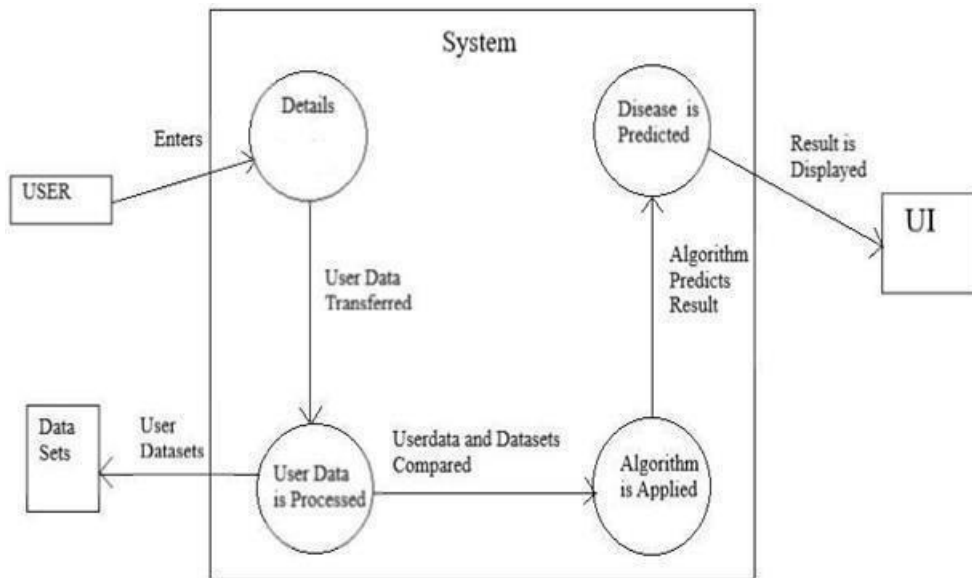 System
Details
Disease is
Predicted
Enters
Result is
Displayed
USER
UI
User Data
Transferred
Algorithm
Predicts
Result
Data
Sets
User
Datasets
Userdata and Datasets
Compared
User Data
is Processed
Algorithm
is Applied